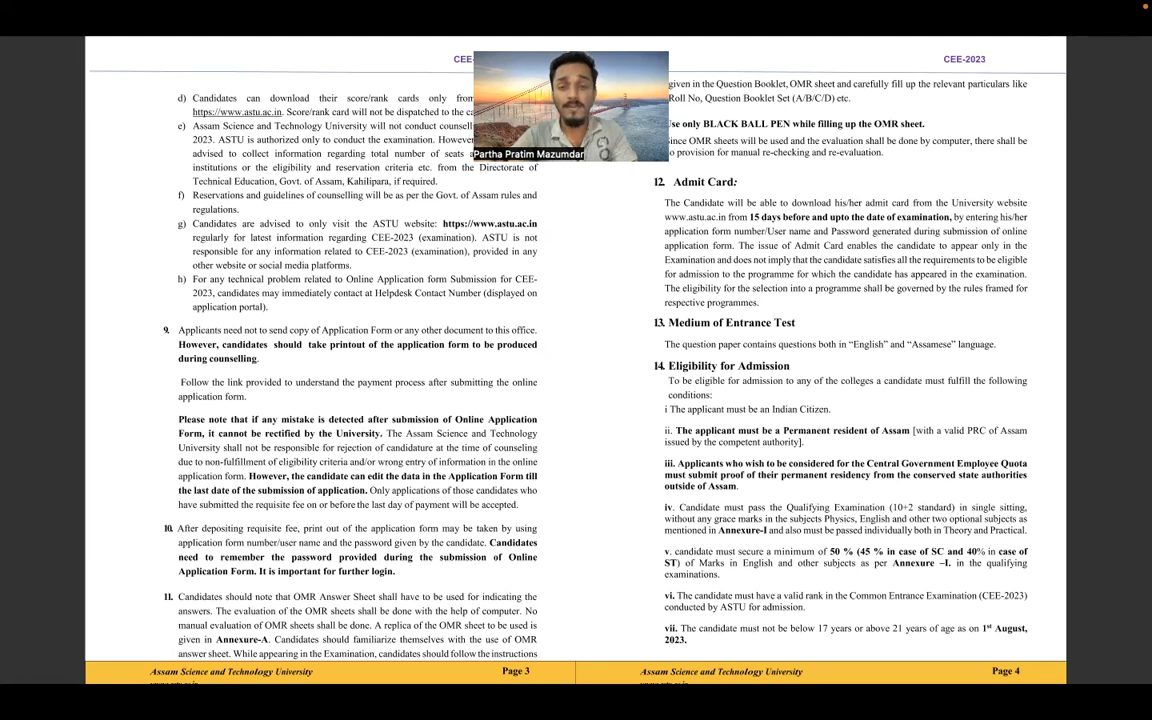 CEE-
d) Candidates can download their score/rank cards only from
https://www.astu.ac.in. Score/rank card will not be dispatched to the ca
e) Assam Science and Technology University will not conduct counsell
2023. ASTU is authorized only to conduct the examination. However
advised to collect information regarding total number of seats a
institutions or the eligibility and reservation criteria etc. from the Directorate of
Technical Education, Govt. of Assam, Kahilipara, if required.
f) Reservations and guidelines of counselling will be as per the Govt. of Assam rules and
regulations.
g) Candidates are advised to only visit the ASTU website: https://www.astu.ac.in
regularly for latest information regarding CEE-2023 (examination). ASTU is not
responsible for any information related to CEE-2023 (examination), provided in any
other website or social media platforms.
h) For any technical problem related to Online Application form Submission for CEE-
2023, candidates may immediately contact at Helpdesk Contact Number (displayed on
application portal).
9. Applicants need not to send copy of Application Form or any other document to this office.
However, candidates should take printout of the application form to be produced
during counselling.
Follow the link provided to understand the payment process after submitting the online
application form.
Please note that if any mistake is detected after submission of Online Application
Form, it cannot be rectified by the University. The Assam Science and Technology
University shall not be responsible for rejection of candidature at the time of counseling
due to non-fulfillment of eligibility criteria and/or wrong entry of information in the online
application form. However, the candidate can edit the data in the Application Form till
the last date of the submission of application. Only applications of those candidates who
have submitted the requisite fee on or before the last day of payment will be accepted.
10. After depositing requisite fee, print out of the application form may be taken by using
application form number/user name and the password given by the candidate. Candidates
need to remember the password provided during the submission of Online
Application Form. It is important for further login.
11. Candidates should note that OMR Answer Sheet shall have to be used for indicating the
answers. The evaluation of the OMR sheets shall be done with the help of computer. No
manual evaluation of OMR sheets shall be done. A replica of the OMR sheet to be used is
given in Annexure-A. Candidates should familiarize themselves with the use of OMR
answer sheet. While appearing in the Examination, candidates should follow the instructions
Assam Science and Technology University Page 3
Partha Pratim Mazumdar
CEE-2023
given in the Question Booklet, OMR sheet and carefully fill up the relevant particulars like
Roll No, Question Booklet Set (A/B/C/D) etc.
Use only BLACK BALL PEN while filling up the OMR sheet.
Since OMR sheets will be used and the evaluation shall be done by computer, there shall be
o provision for manual re-checking and re-evaluation.
12. Admit Card:
The Candidate will be able to download his/her admit card from the University website
www.astu.ac.in from 15 days before and upto the date of examination, by entering his/her
application form number/User name and Password generated during submission of online
application form. The issue of Admit Card enables the candidate to appear only in the
Examination and does not imply that the candidate satisfies all the requirements to be eligible
for admission to the programme for which the candidate has appeared in the examination.
The eligibility for the selection into a programme shall be governed by the rules framed for
respective programmes.
13. Medium of Entrance Test
The question paper contains questions both in “English” and “Assamese” language.
14. Eligibility for Admission
To be eligible for admission to any of the colleges a candidate must fulfill the following
conditions:
i The applicant must be an Indian Citizen.
ii. The applicant must be a Permanent resident of Assam [with a valid PRC of Assam
issued by the competent authority].
iii. Applicants who wish to be considered for the Central Government Employee Quota
must submit proof of their permanent residency from the conserved state authorities
outside of Assam.
iv. Candidate must pass the Qualifying Examination (10+2 standard) in single sitting,
without any grace marks in the subjects Physics, English and other two optional subjects as
mentioned in Annexure-I and also must be passed individually both in Theory and Practical.
v. candidate must secure a minimum of 50 % (45 % in case of SC and 40% in case of
ST) of Marks in English and other subjects as per Annexure –I. in the qualifying
examinations.
vi. The candidate must have a valid rank in the Common Entrance Examination (CEE-2023)
conducted by ASTU for admission.
vii. The candidate must not be below 17 years or above 21 years of age as on 1st August,
2023.
Assam Science and Technology University Page 4